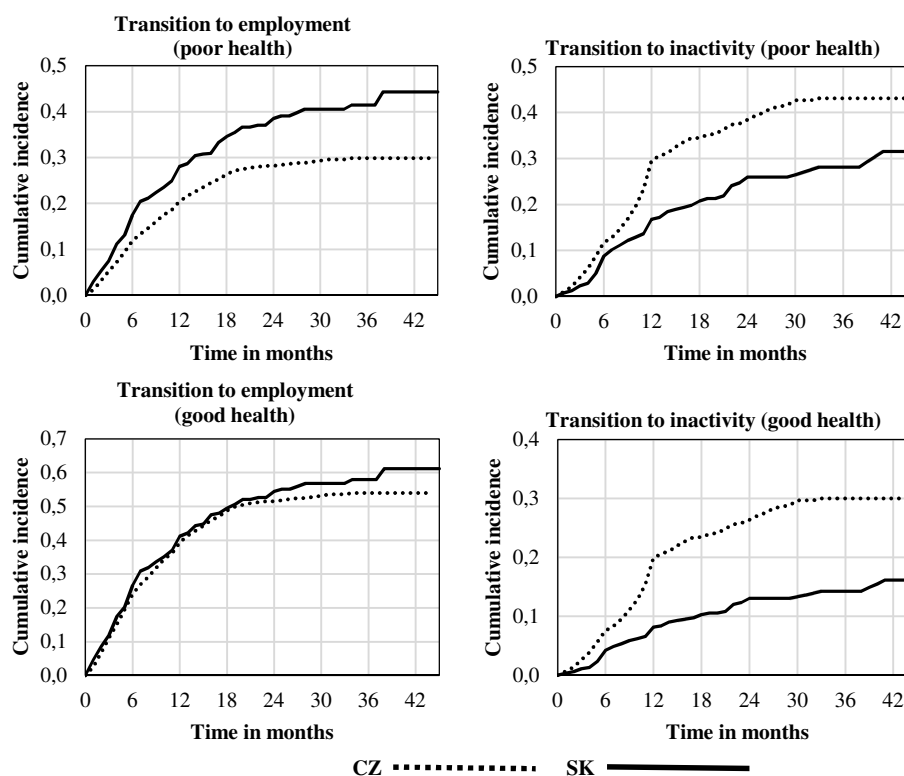 Transition to employment
(poor health)
0,5
0,4
0,3
0,2
0,1
0,0
Cumulative incidence
0 6 12 18 24 30 36 42
Time in months
Transition to inactivity (poor health)
0,5
0,4
0,3
0,2
0,1
0,0
Cumulative incidence
0 6 12 18 24 30 36 42
Time in months
Transition to employment
(good health)
0,7
0,6
0,5
0,4
0,3
0,2
0,1
0,0
Cumulative incidence
0 6 12 18 24 30 36 42
Time in months
Transition to inactivity (good health)
0,4
0,3
0,2
0,1
0,0
Cumulative incidence
0 6 12 18 24 30 36 42
Time in months
CZ SK